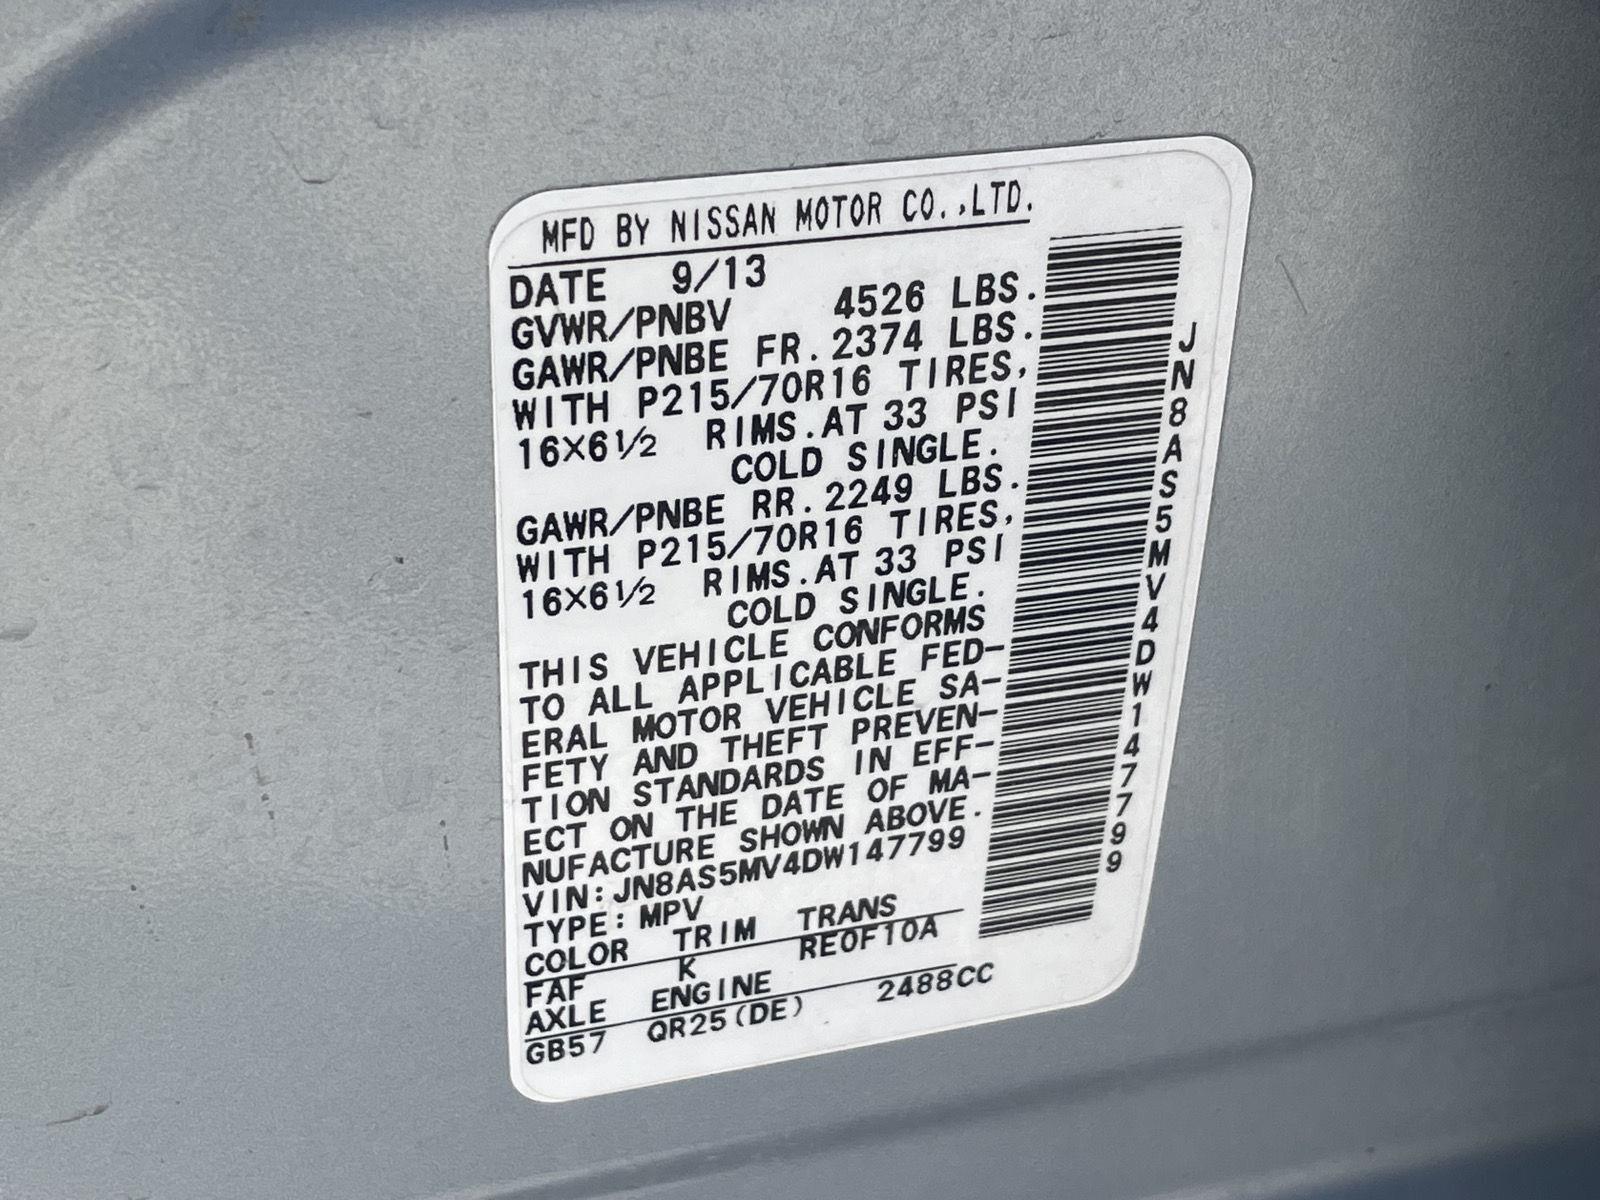 MFD BY NISSAN MOTOR CO.,LTD.
DATE 9/13
GVWR/PNBV 4526 LBS.
GAWR/PNBE FR. 2374 LBS.
WITH P215/70R16 TIRES,
16×6½ RIMS.AT 33 PSI
COLD SINGLE.
GAWR/PNBE RR. 2249 LBS.
WITH P215/70R16 TIRES,
16×6½ RIMS.AT 33 PSI
COLD SINGLE.
THIS VEHICLE CONFORMS
TO ALL APPLICABLE FED-
ERAL MOTOR VEHICLE SA-
FETY AND THEFT PREVEN-
TION STANDARDS IN EFF-
ECT ON THE DATE OF MA-
NUFACTURE SHOWN ABOVE.
VIN:JN8AS5MV4DW147799
TYPE:MPV
COLOR TRIM TRANS
FAF K RE0F10A
AXLE ENGINE
GB57 QR25(DE) 2488CC
JN8AS5MV4DW147799